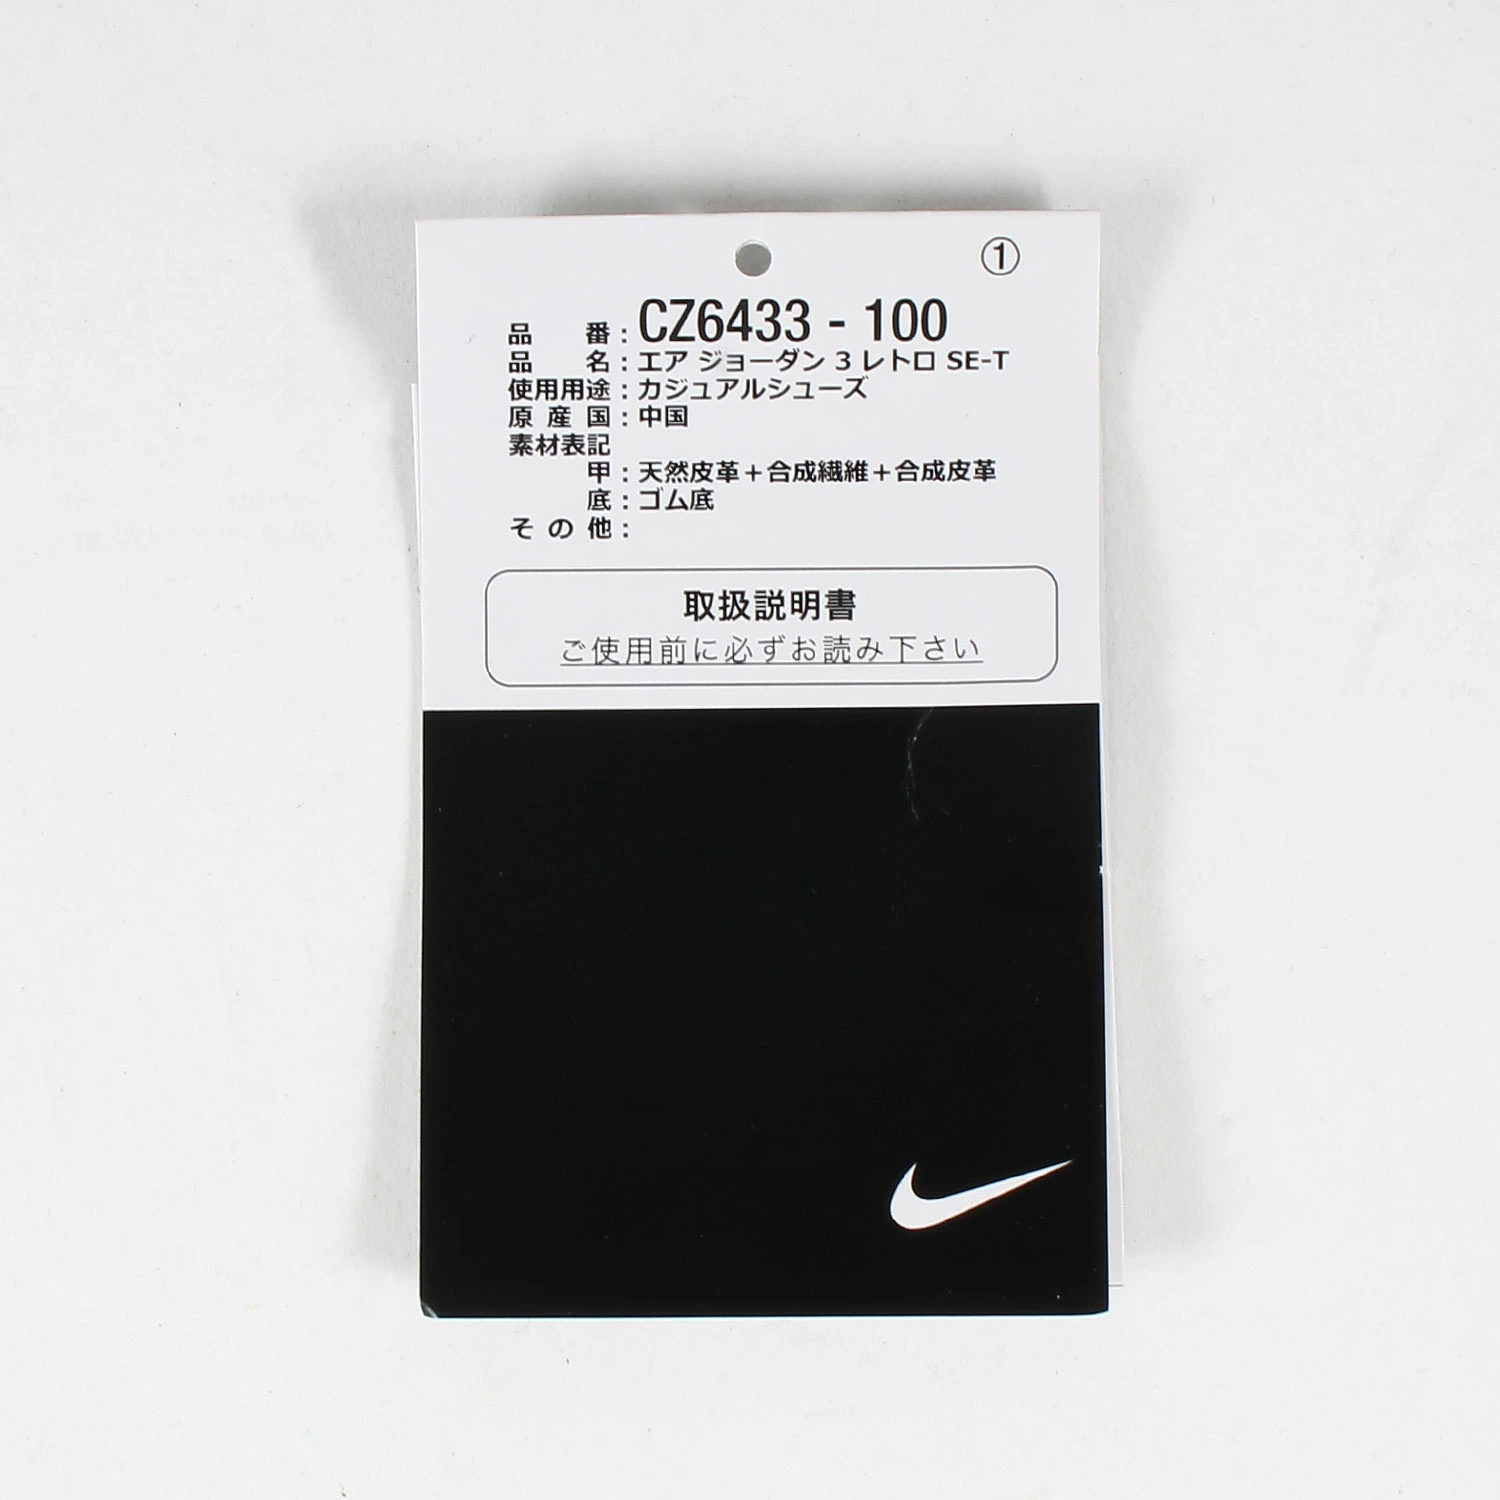 ①
品番：CZ6433 - 100
品名：エア ジョーダン 3 レトロ SE-T
使用用途：カジュアルシューズ
原産国：中国
素材表記
甲：天然皮革＋合成繊維＋合成皮革
底：ゴム底
その他：
取扱説明書
ご使用前に必ずお読み下さい